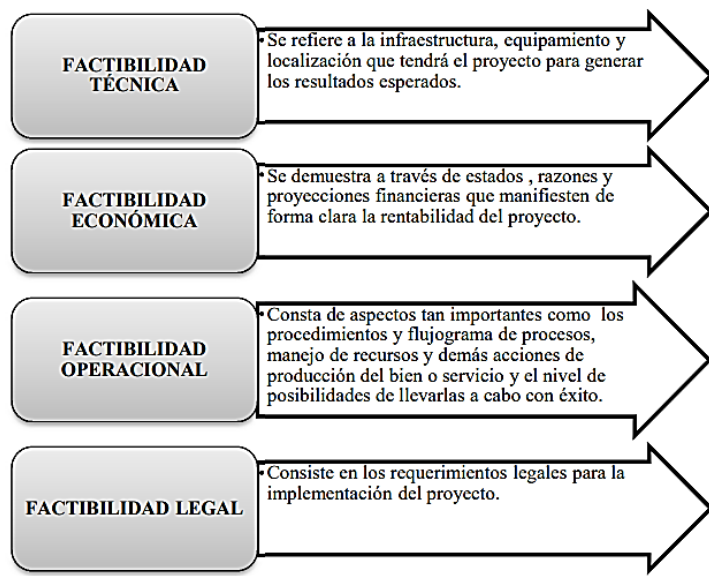 FACTIBILIDAD
TÉCNICA
• Se refiere a la infraestructura, equipamiento y
localización que tendrá el proyecto para generar
los resultados esperados.
FACTIBILIDAD
ECONÓMICA
• Se demuestra a través de estados , razones y
proyecciones financieras que manifiesten de
forma clara la rentabilidad del proyecto.
FACTIBILIDAD
OPERACIONAL
• Consta de aspectos tan importantes como los
procedimientos y flujograma de procesos,
manejo de recursos y demás acciones de
producción del bien o servicio y el nivel de
posibilidades de llevarlas a cabo con éxito.
FACTIBILIDAD LEGAL
• Consiste en los requerimientos legales para la
implementación del proyecto.